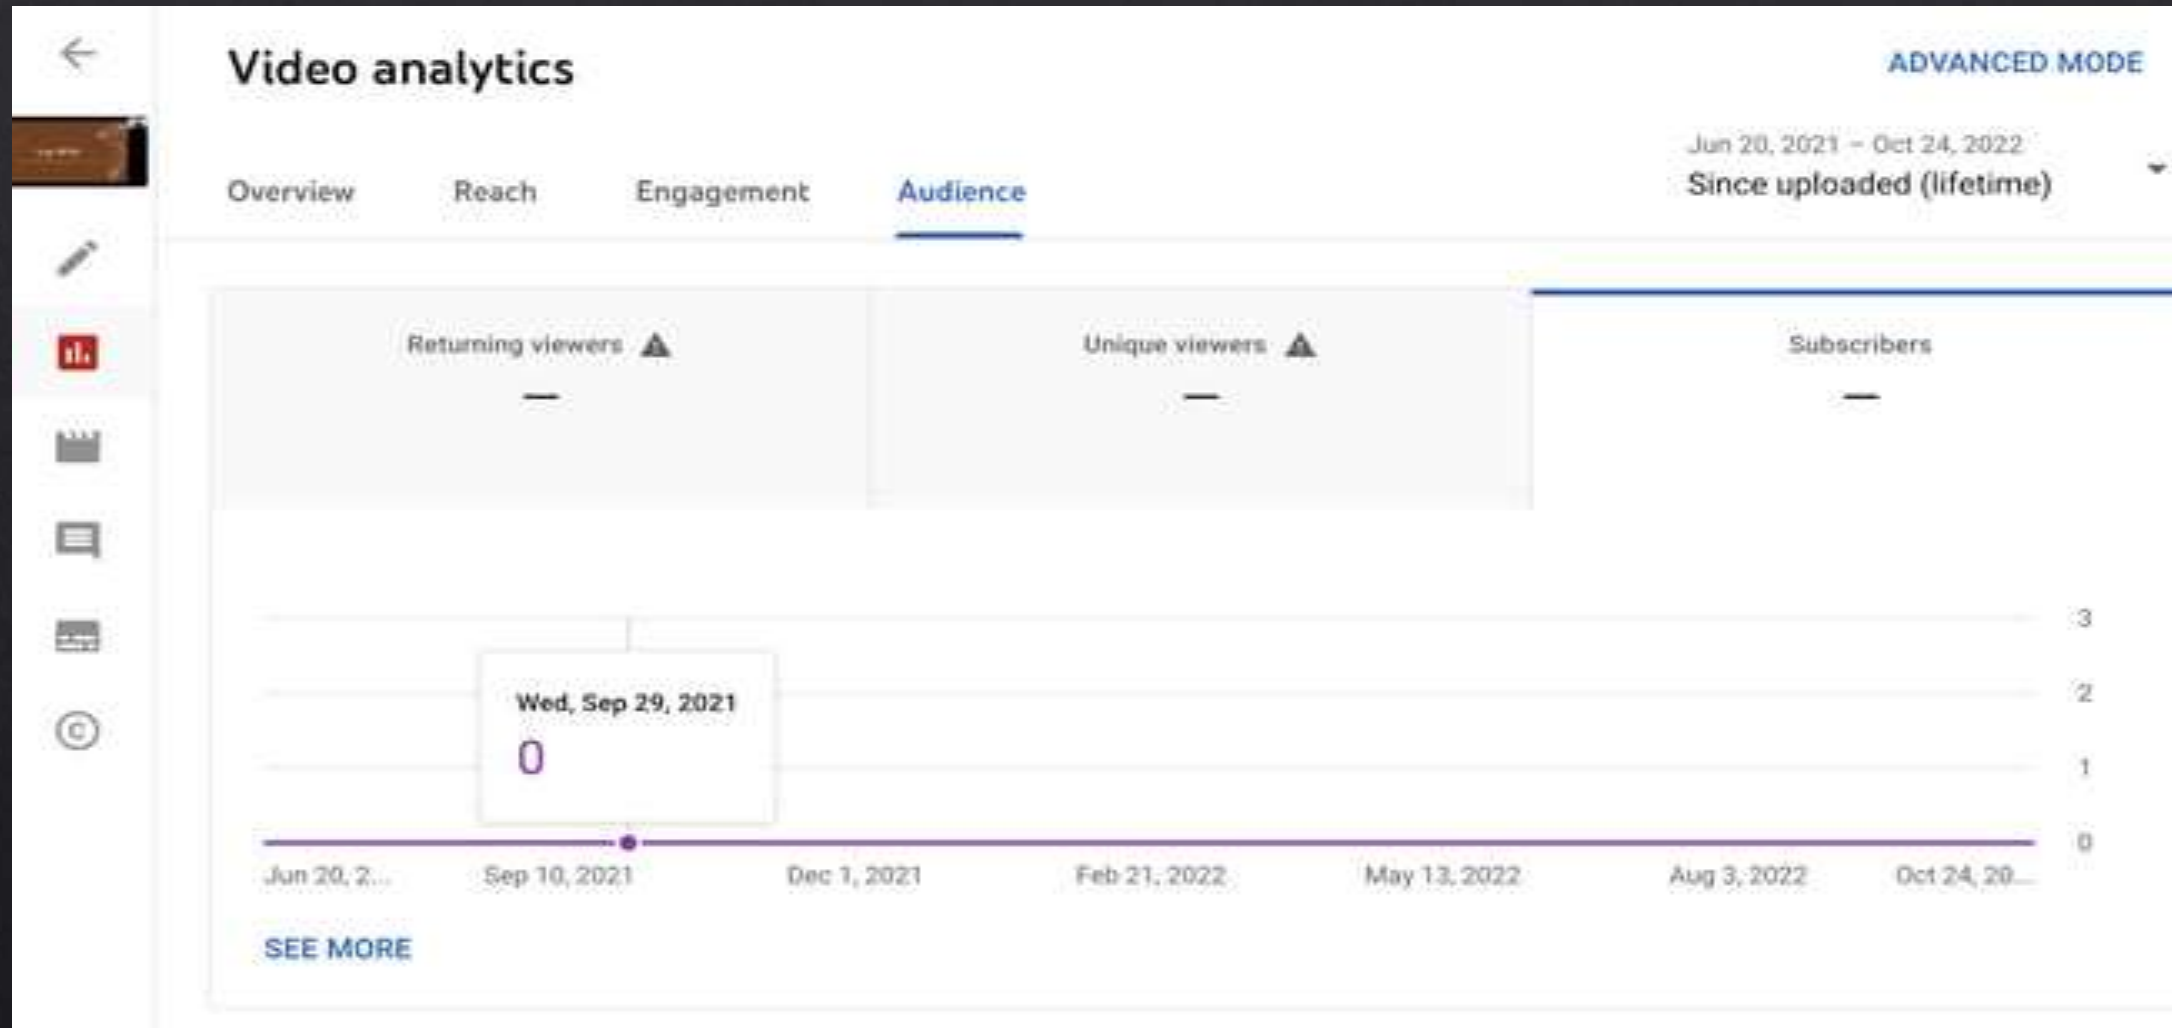 Video analytics
ADVANCED MODE
Jun 20, 2021 – Oct 24, 2022
Since uploaded (lifetime)
Overview Reach Engagement Audience
Returning viewers Unique viewers Subscribers
— — —
3
2
1
0
Wed, Sep 29, 2021
0
Jun 20, 2... Sep 10, 2021 Dec 1, 2021 Feb 21, 2022 May 13, 2022 Aug 3, 2022 Oct 24, 20...
SEE MORE